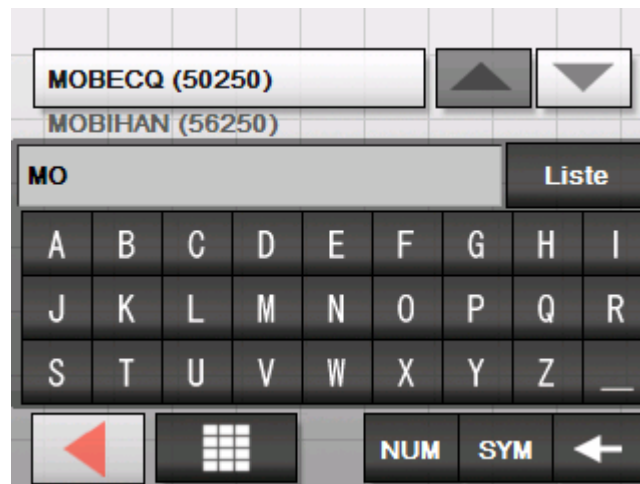 MOBECQ (50250)
MOBIHAN (56250)
MO
Liste
A B C D E F G H I
J K L M N O P Q R
S T U V W X Y Z _
NUM SYM